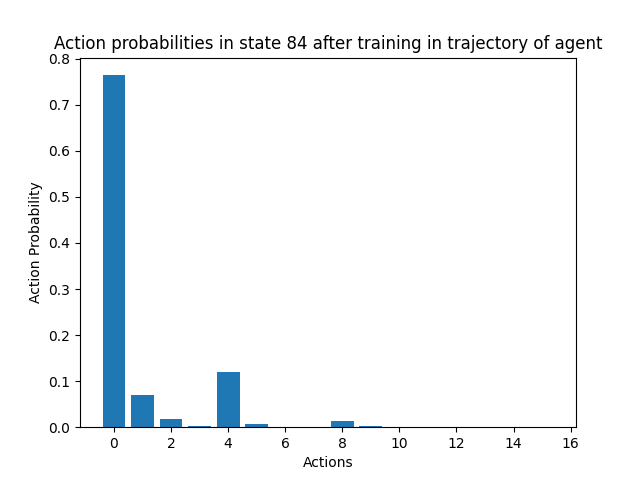 Action probabilities in state 84 after training in trajectory of agent
0.8
0.7
0.6
0.5
0.4
0.3
0.2
0.1
0.0
Action Probability
0 2 4 6 8 10 12 14 16
Actions